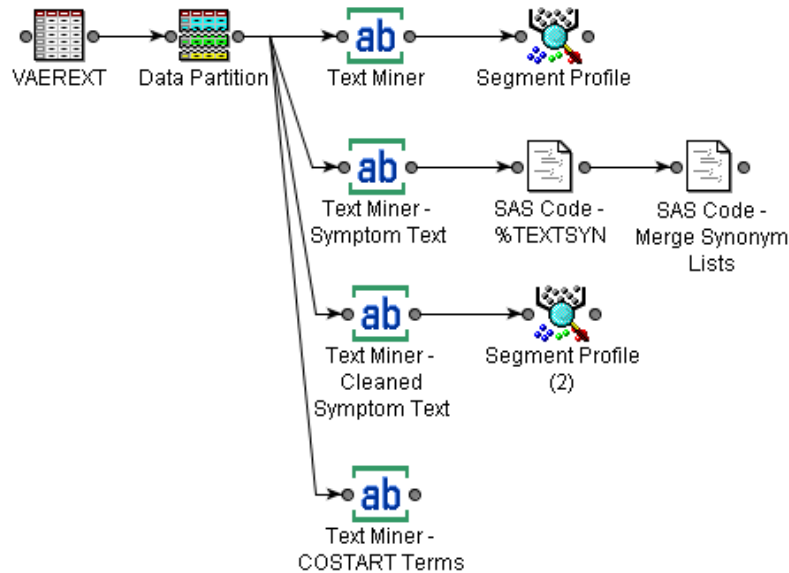 VAEREXT
Data Partition
ab
Text Miner
Segment Profile
ab
Text Miner -
Symptom Text
SAS Code -
%TEXTSYN
SAS Code -
Merge Synonym
Lists
ab
Text Miner -
Cleaned
Symptom Text
Segment Profile
(2)
ab
Text Miner -
COSTART Terms